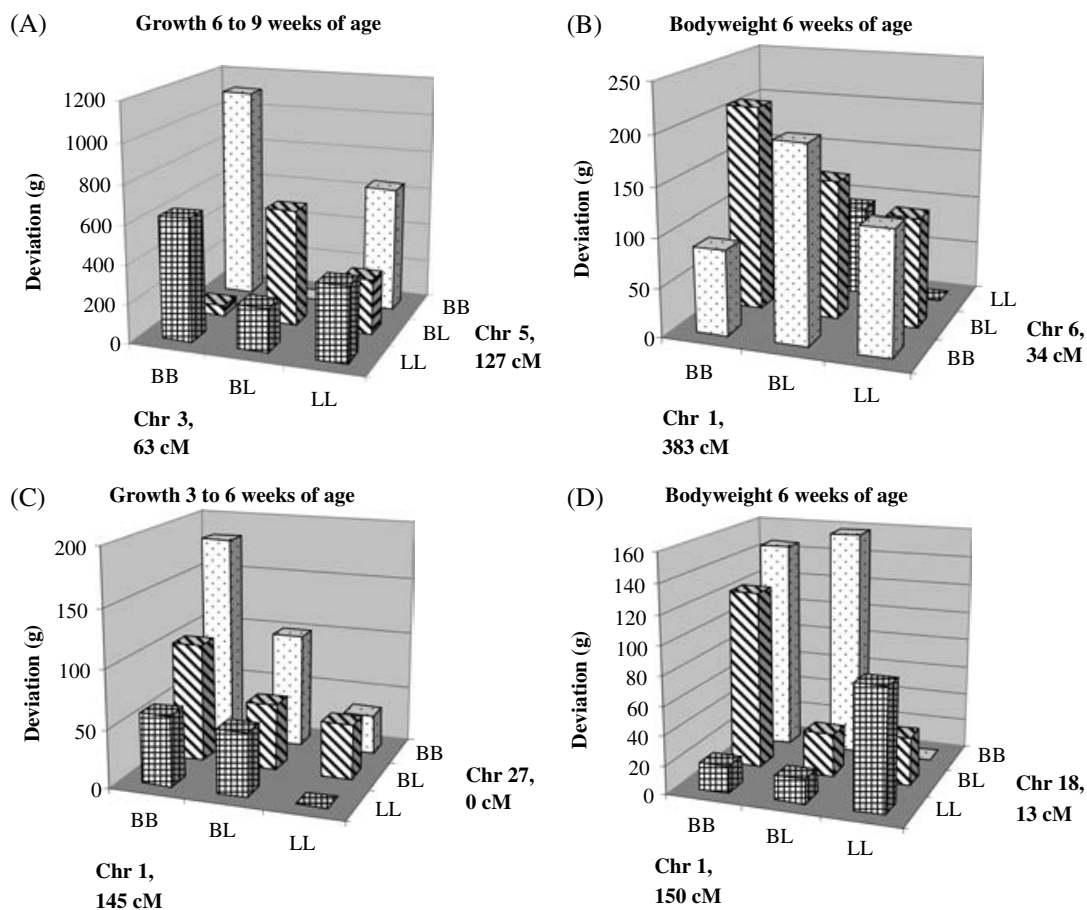 (A)
Growth 6 to 9 weeks of age
1200
1000
800
600
400
200
0
Deviation (g)
BB
BL
LL
BB
BL
LL
Chr 5,
127 cM
Chr 3,
63 cM
(B)
Bodyweight 6 weeks of age
250
200
150
100
50
0
Deviation (g)
BB
BL
LL
LL
BL
BB
Chr 6,
34 cM
Chr 1,
383 cM
(C)
Growth 3 to 6 weeks of age
200
150
100
50
0
Deviation (g)
BB
BL
LL
BB
BL
LL
Chr 27,
0 cM
Chr 1,
145 cM
(D)
Bodyweight 6 weeks of age
160
140
120
100
80
60
40
20
0
Deviation (g)
BB
BL
LL
BB
BL
LL
Chr 18,
13 cM
Chr 1,
150 cM